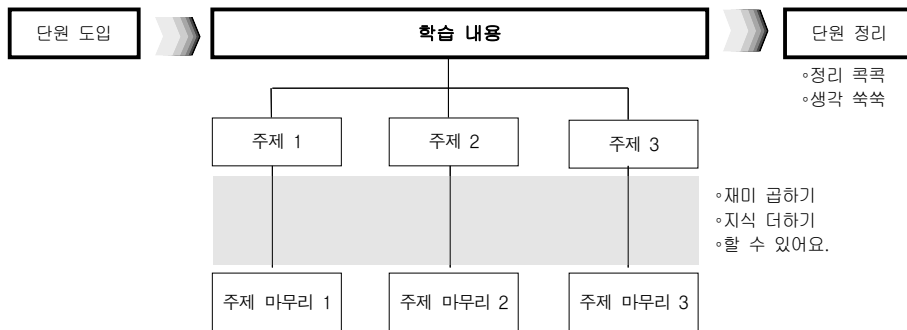 단원 도입
학습 내용
단원 정리
◦정리 콕콕
◦생각 쑥쑥
주제 1
주제 2
주제 3
◦재미 곱하기
◦지식 더하기
◦할 수 있어요.
주제 마무리 1
주제 마무리 2
주제 마무리 3